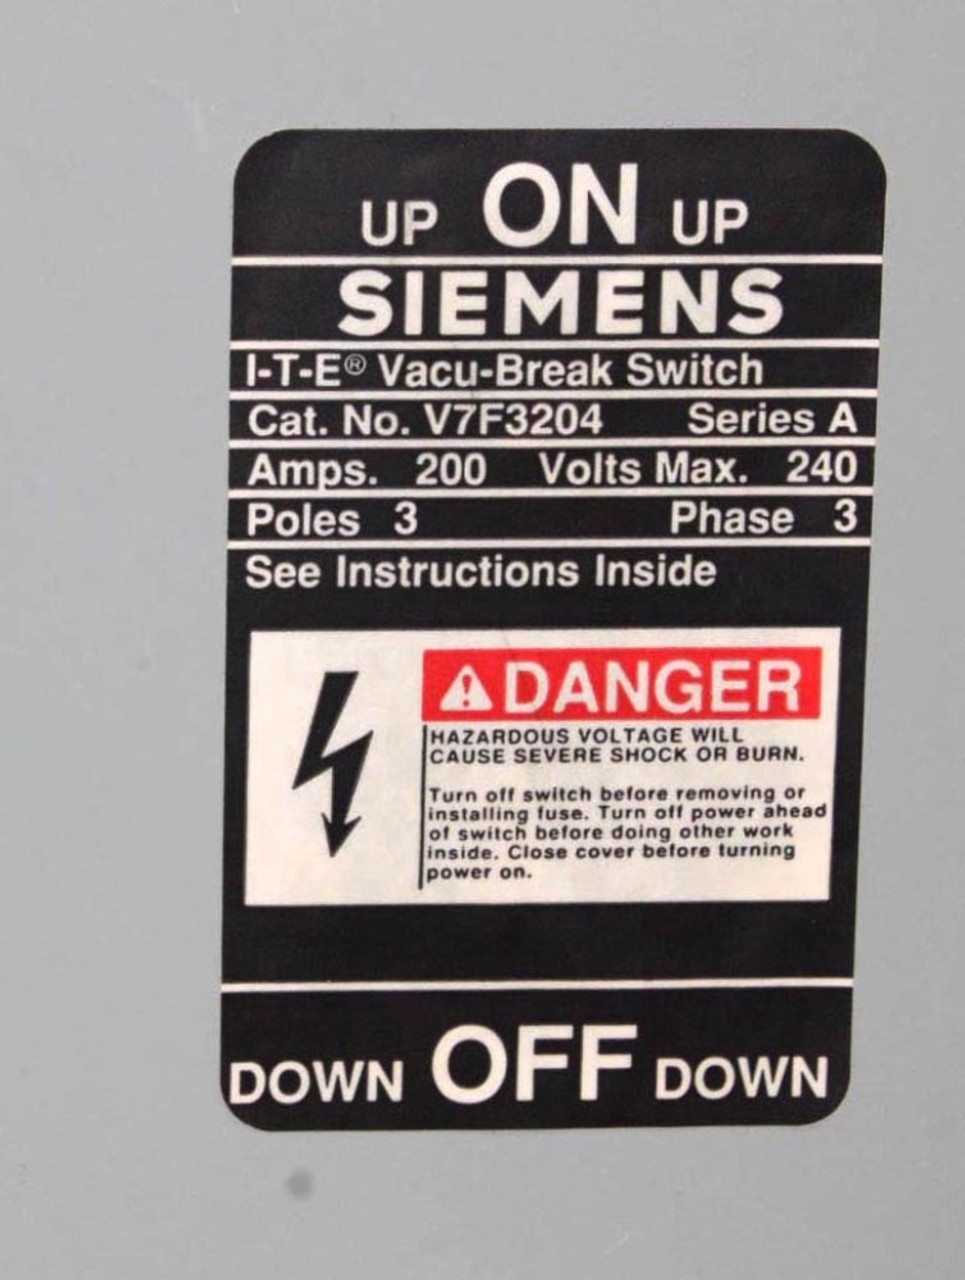 UP ON UP
SIEMENS
I-T-E® Vacu-Break Switch
Cat. No. V7F3204 Series A
Amps. 200 Volts Max. 240
Poles 3 Phase 3
See Instructions Inside
DANGER
HAZARDOUS VOLTAGE WILL
CAUSE SEVERE SHOCK OR BURN.
Turn off switch before removing or
installing fuse. Turn off power ahead
of switch before doing other work
inside. Close cover before turning
power on.
DOWN OFF DOWN